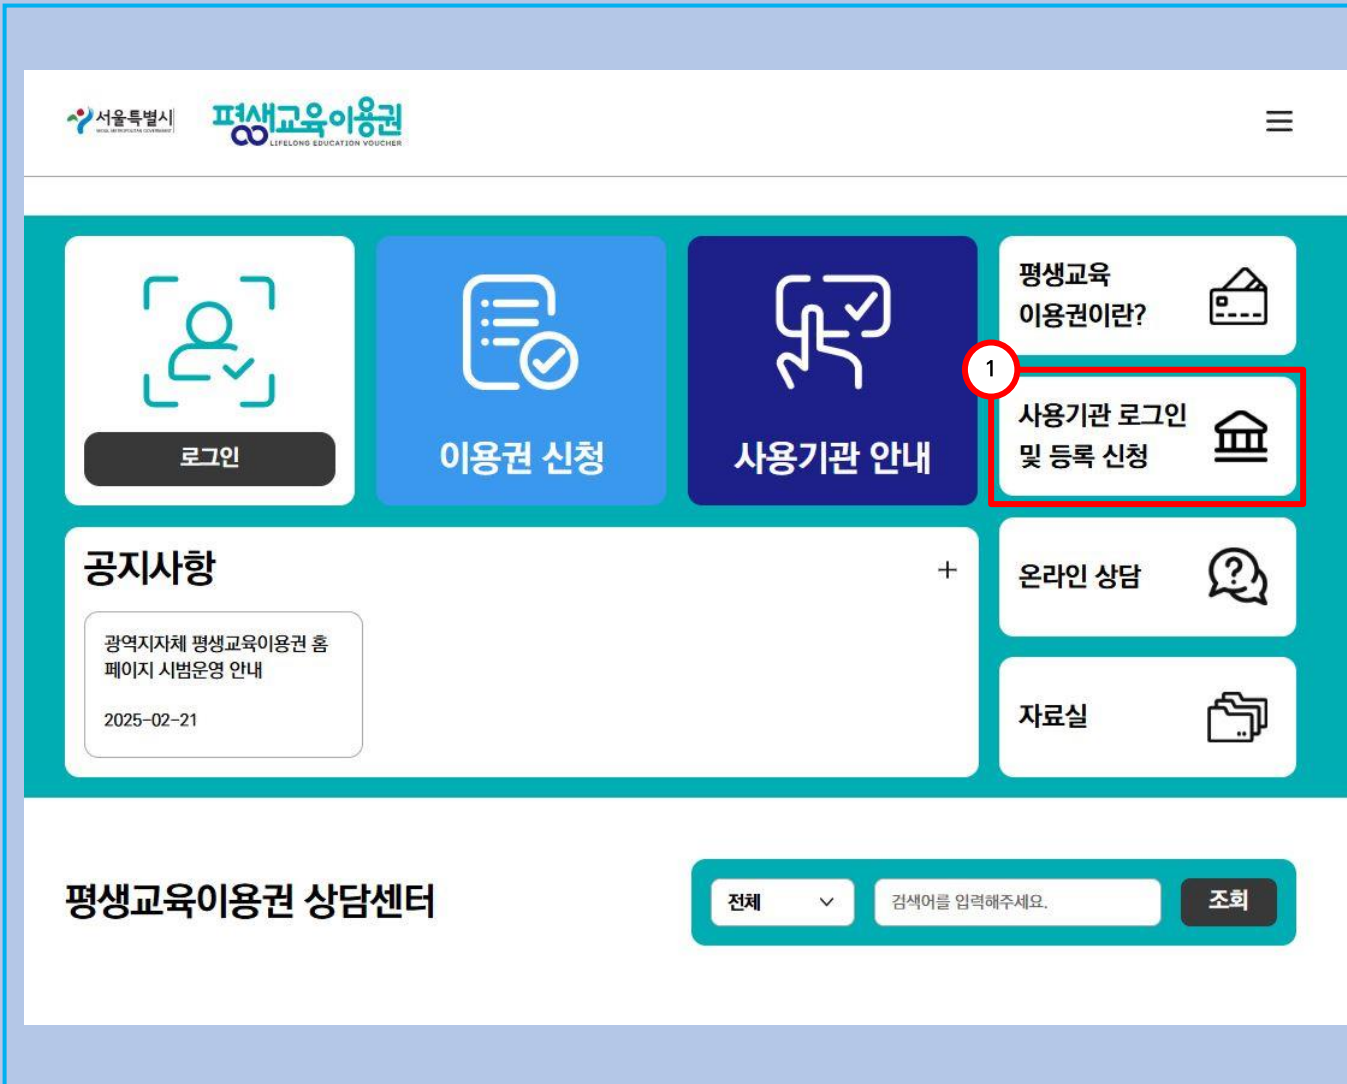 서울특별시
SEOUL METROPOLITAN GOVERNMENT
평생교육이용권
LIFELONG EDUCATION VOUCHER
로그인
이용권 신청
사용기관 안내
평생교육
이용권이란?
1
사용기관 로그인
및 등록 신청
온라인 상담
자료실
공지사항
+
광역지자체 평생교육이용권 홈
페이지 시범운영 안내
2025-02-21
평생교육이용권 상담센터
전체
검색어를 입력해주세요.
조회